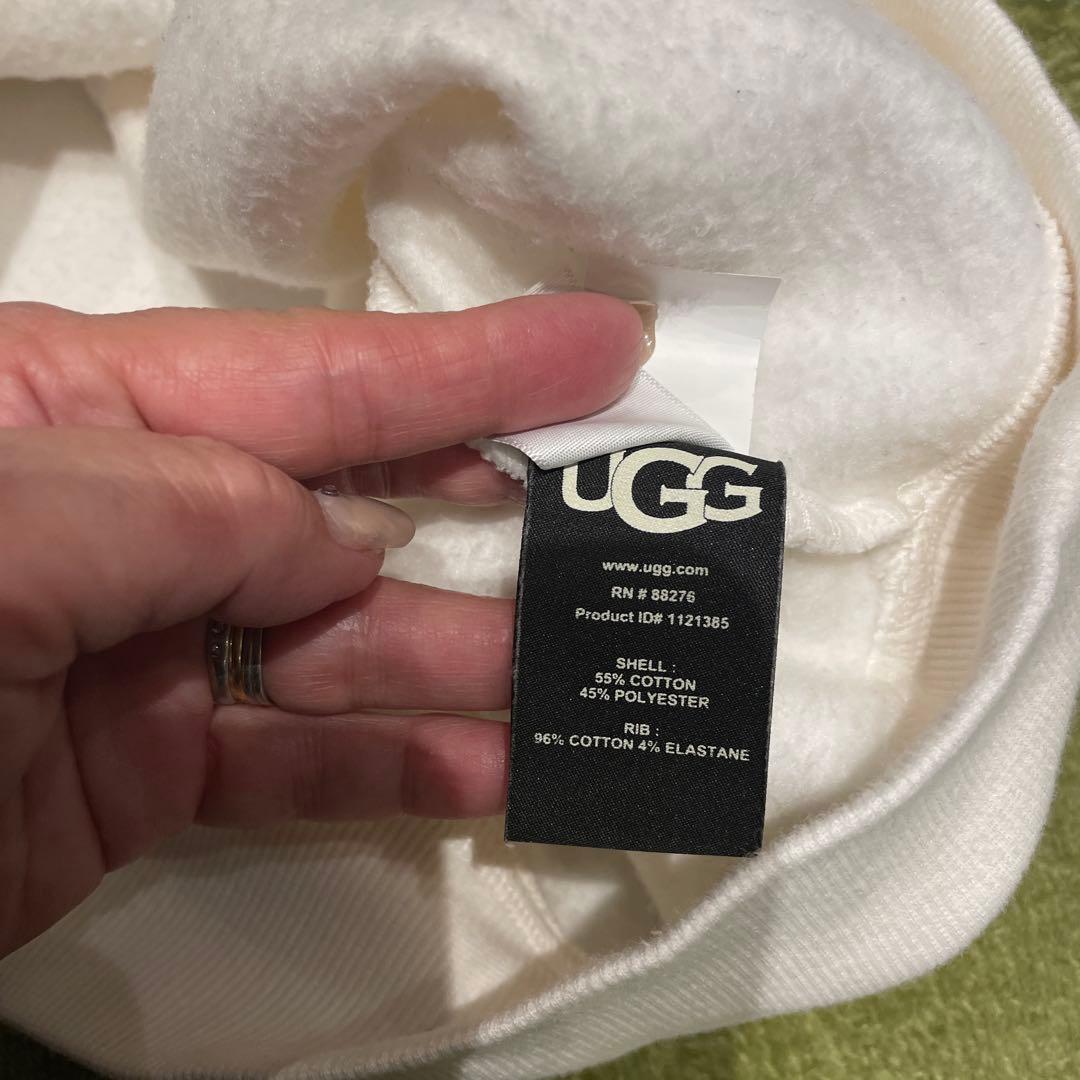 UGG
www.ugg.com
RN # 88276
Product ID# 1121385
SHELL :
55% COTTON
45% POLYESTER
RIB :
96% COTTON 4% ELASTANE